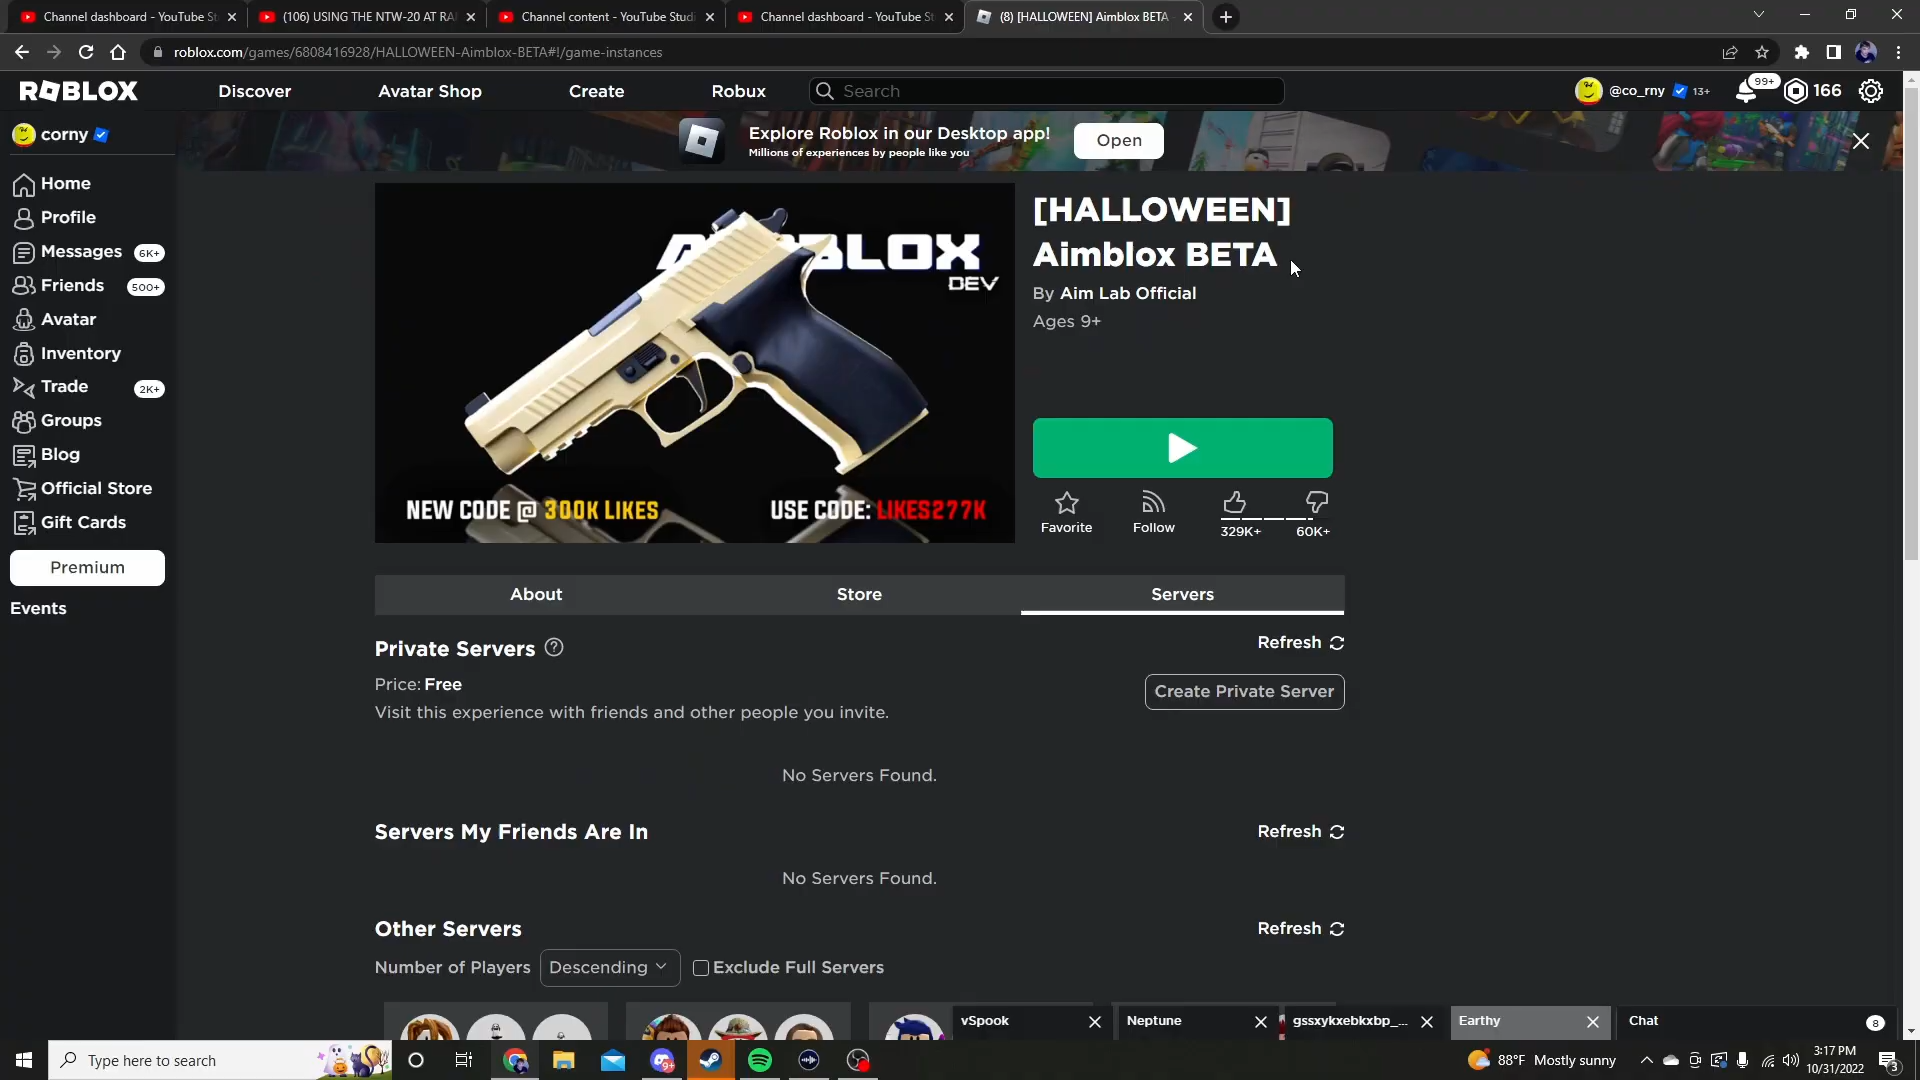 Channel dashboard - YouTube St
(106) USING THE NTW-20 AT RA
Channel content - YouTube Studi
Channel dashboard - YouTube St
(8) [HALLOWEEN] Aimblox BETA -
roblox.com/games/6808416928/HALLOWEEN-Aimblox-BETA#!/game-instances
ROBLOX
Discover
Avatar Shop
Create
Robux
Search
@co_rny
13+
99+
166
corny
Explore Roblox in our Desktop app!
Millions of experiences by people like you
Open
Home
Profile
Messages
6K+
Friends
500+
Avatar
Inventory
Trade
2K+
Groups
Blog
Official Store
Gift Cards
Premium
Events
AIMBLOX
DEV
NEW CODE @ 300K LIKES
USE CODE: LIKES277K
[HALLOWEEN]
Aimblox BETA
By Aim Lab Official
Ages 9+
Favorite
Follow
329K+
60K+
About
Store
Servers
Private Servers
Refresh
Price: Free
Create Private Server
Visit this experience with friends and other people you invite.
No Servers Found.
Servers My Friends Are In
Refresh
No Servers Found.
Other Servers
Refresh
Number of Players
Descending
Exclude Full Servers
vSpook
Neptune
gssxykxebkxbp_...
Earthy
Chat
8
Type here to search
9+
88°F Mostly sunny
3:17 PM
10/31/2022
3